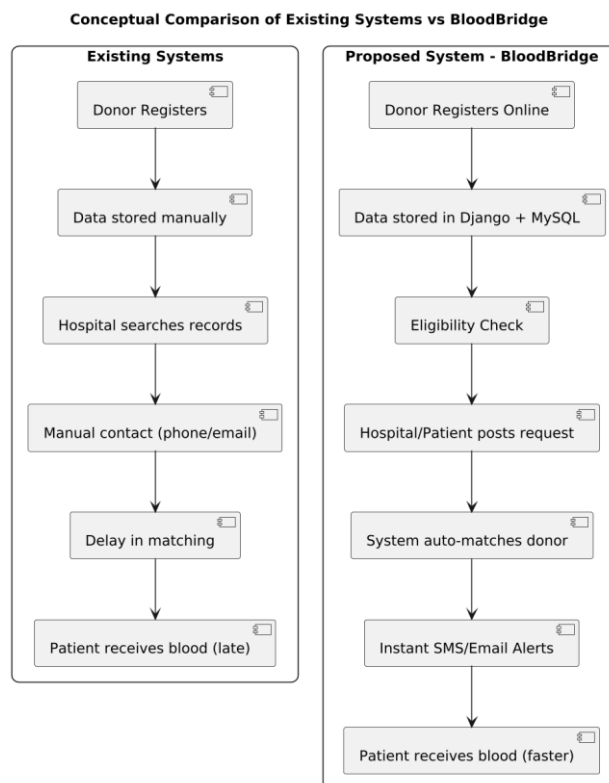 Conceptual Comparison of Existing Systems vs BloodBridge
Existing Systems
Donor Registers
Data stored manually
Hospital searches records
Manual contact (phone/email)
Delay in matching
Patient receives blood (late)
Proposed System - BloodBridge
Donor Registers Online
Data stored in Django + MySQL
Eligibility Check
Hospital/Patient posts request
System auto-matches donor
Instant SMS/Email Alerts
Patient receives blood (faster)